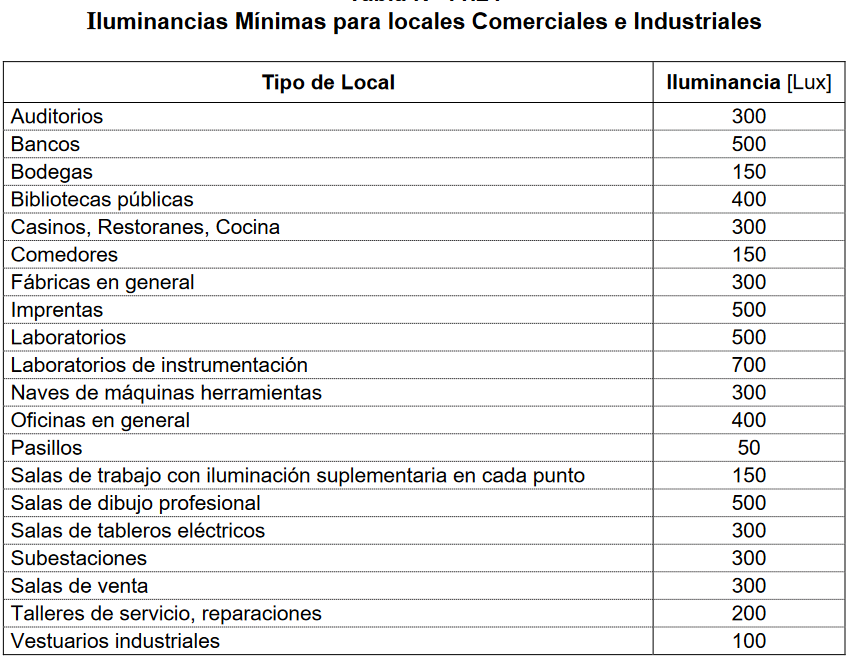 Iluminancias Mínimas para locales Comerciales e Industriales
Tipo de Local Iluminancia [Lux]
Auditorios 300
Bancos 500
Bodegas 150
Bibliotecas públicas 400
Casinos, Restoranes, Cocina 300
Comedores 150
Fábricas en general 300
Imprentas 500
Laboratorios 500
Laboratorios de instrumentación 700
Naves de máquinas herramientas 300
Oficinas en general 400
Pasillos 50
Salas de trabajo con iluminación suplementaria en cada punto 150
Salas de dibujo profesional 500
Salas de tableros eléctricos 300
Subestaciones 300
Salas de venta 300
Talleres de servicio, reparaciones 200
Vestuarios industriales 100